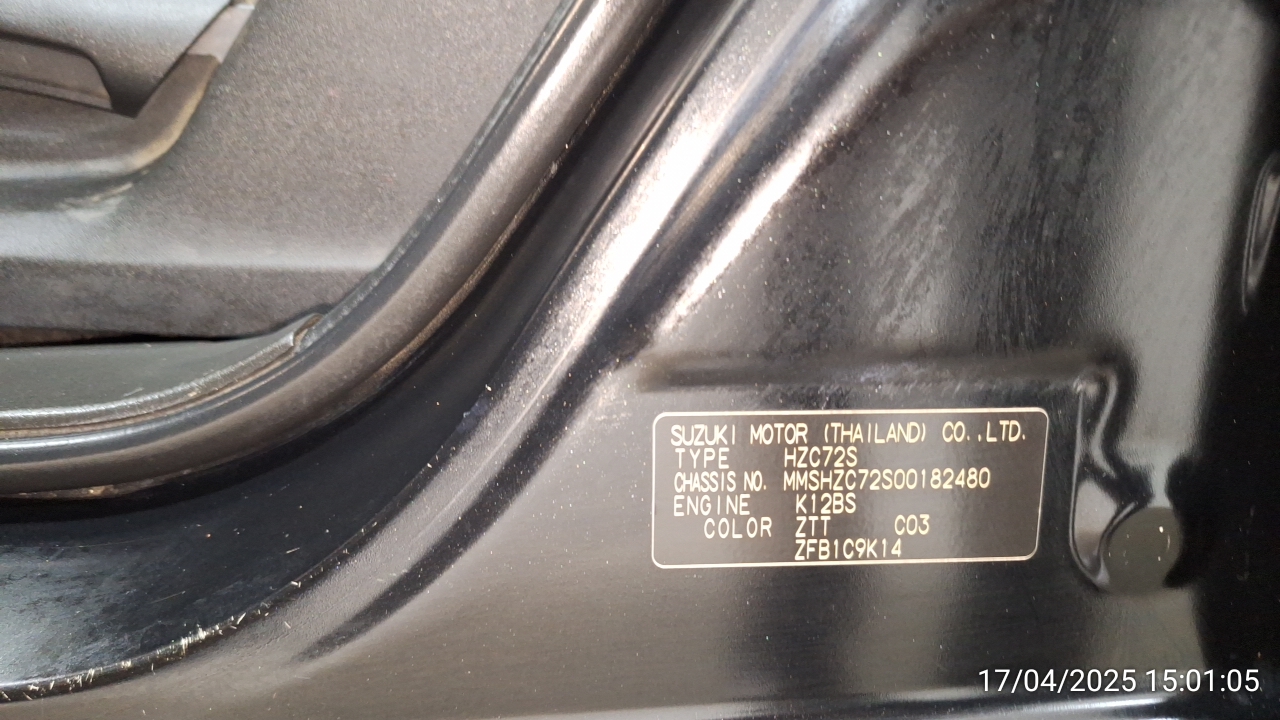 SUZUKI MOTOR (THAILAND) CO.,LTD.
TYPE HZC72S
CHASSIS NO. MMSHZC72S00182480
ENGINE K12BS
COLOR ZTT C03
ZFB1C9K14
17/04/2025 15:01:05